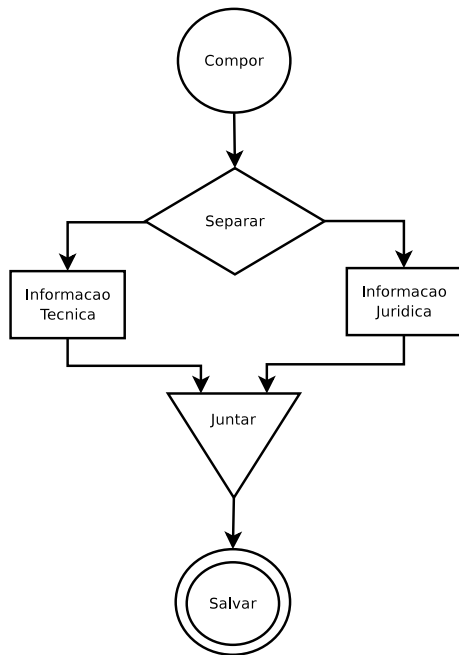 Compor
Separar
Informacao
Tecnica
Informacao
Juridica
Juntar
Salvar